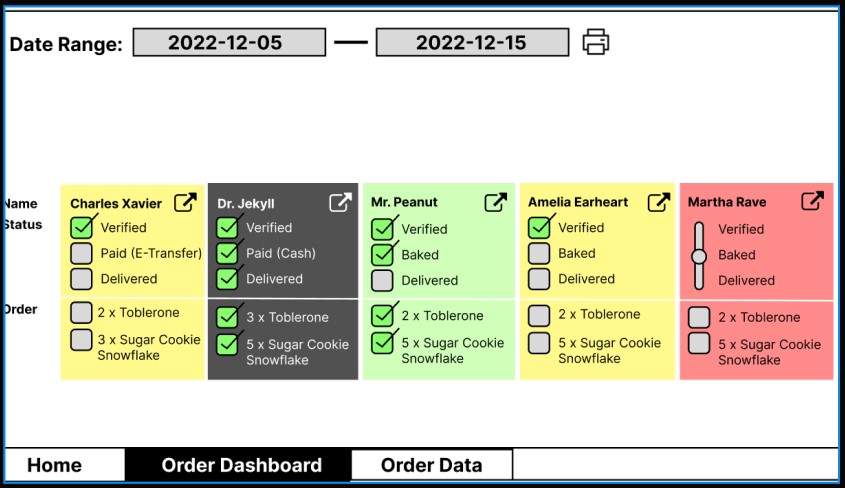 Date Range: 2022-12-05 — 2022-12-15
Name
Status
Order
Charles Xavier
Verified
Paid (E-Transfer)
Delivered
2 x Toblerone
3 x Sugar Cookie
Snowflake
Dr. Jekyll
Verified
Paid (Cash)
Delivered
3 x Toblerone
5 x Sugar Cookie
Snowflake
Mr. Peanut
Verified
Baked
Delivered
2 x Toblerone
5 x Sugar Cookie
Snowflake
Amelia Earheart
Verified
Baked
Delivered
2 x Toblerone
5 x Sugar Cookie
Snowflake
Martha Rave
Verified
Baked
Delivered
2 x Toblerone
5 x Sugar Cookie
Snowflake
Home Order Dashboard Order Data